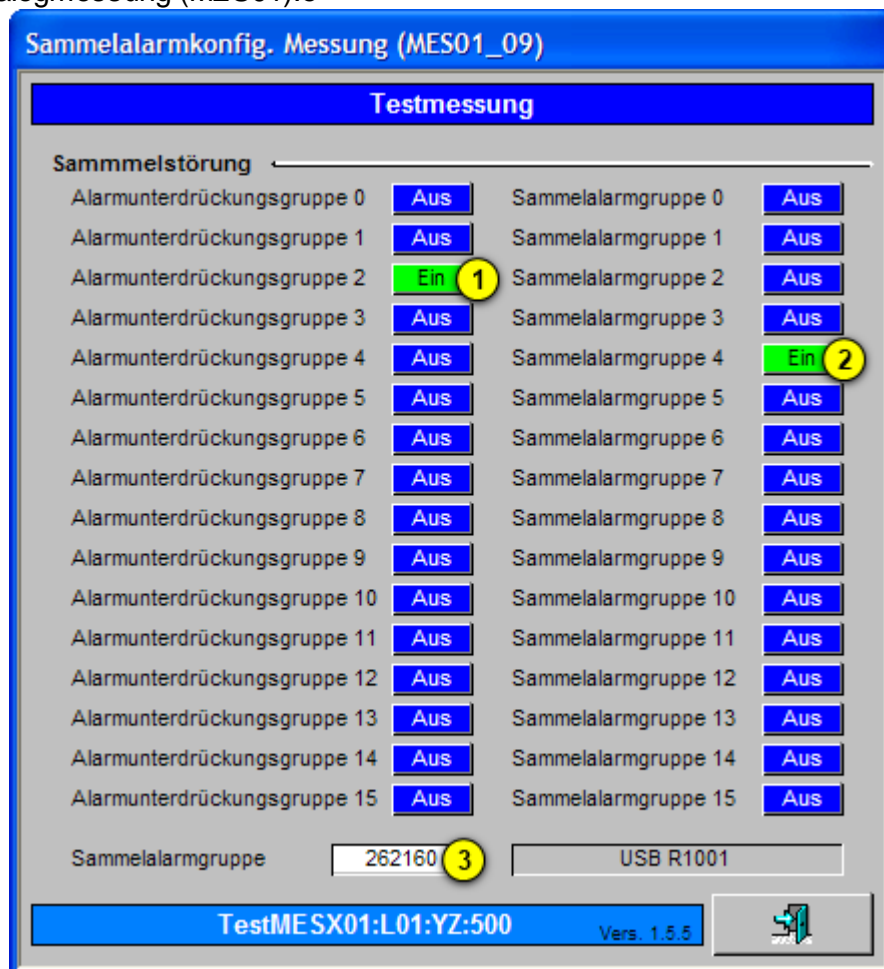 (MES01).
Sammelalarmkonfig. Messung (MES01_09)
Testmessung
Sammmelstörung
Alarmunterdrückungsgruppe 0 Aus Sammelalarmgruppe 0 Aus
Alarmunterdrückungsgruppe 1 Aus Sammelalarmgruppe 1 Aus
Alarmunterdrückungsgruppe 2 Ein 1 Sammelalarmgruppe 2 Aus
Alarmunterdrückungsgruppe 3 Aus Sammelalarmgruppe 3 Aus
Alarmunterdrückungsgruppe 4 Aus Sammelalarmgruppe 4 Ein 2
Alarmunterdrückungsgruppe 5 Aus Sammelalarmgruppe 5 Aus
Alarmunterdrückungsgruppe 6 Aus Sammelalarmgruppe 6 Aus
Alarmunterdrückungsgruppe 7 Aus Sammelalarmgruppe 7 Aus
Alarmunterdrückungsgruppe 8 Aus Sammelalarmgruppe 8 Aus
Alarmunterdrückungsgruppe 9 Aus Sammelalarmgruppe 9 Aus
Alarmunterdrückungsgruppe 10 Aus Sammelalarmgruppe 10 Aus
Alarmunterdrückungsgruppe 11 Aus Sammelalarmgruppe 11 Aus
Alarmunterdrückungsgruppe 12 Aus Sammelalarmgruppe 12 Aus
Alarmunterdrückungsgruppe 13 Aus Sammelalarmgruppe 13 Aus
Alarmunterdrückungsgruppe 14 Aus Sammelalarmgruppe 14 Aus
Alarmunterdrückungsgruppe 15 Aus Sammelalarmgruppe 15 Aus
Sammelalarmgruppe 262160 3 USB R1001
TestMESX01:L01:YZ:500 Vers. 1.5.5